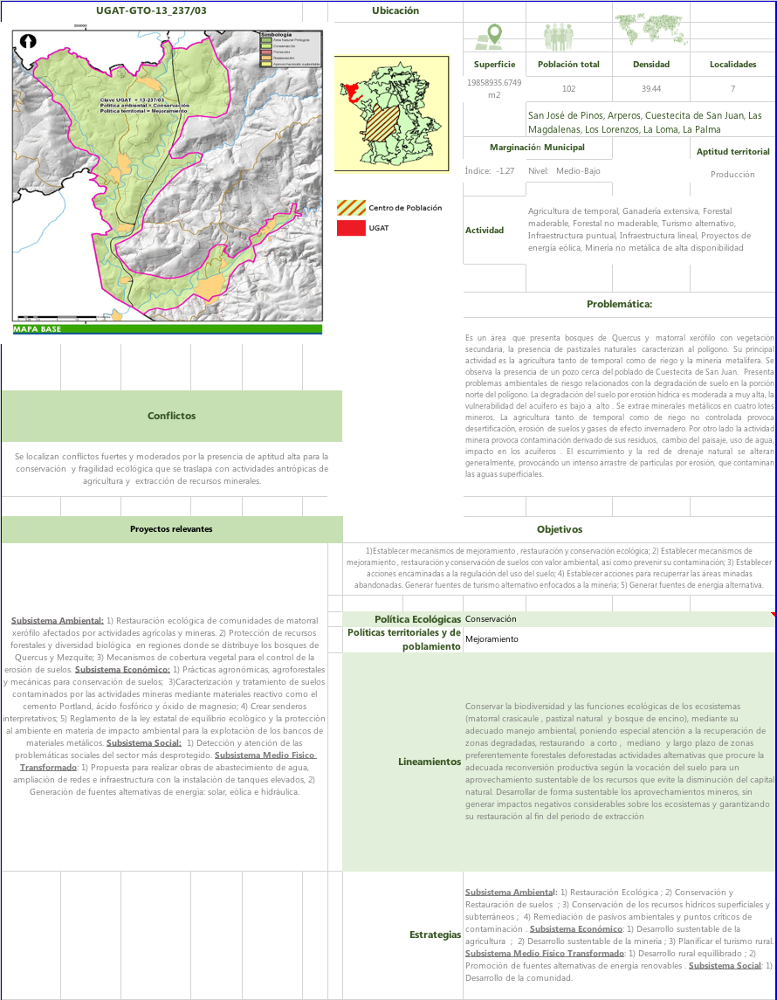 UGAT-GTO-13_237/03
Ubicación
Simbología
Área Natural Protegida
Conservación
Protección
Restauración
Aprovechamiento sustentable
Clave UGAT = 13-237/03
Política ambiental = Conservación
Política territorial = Mejoramiento
MAPA BASE
Centro de Población
UGAT
Superficie
Población total
Densidad
Localidades
19858935.6749
m2
102
39.44
7
San José de Pinos, Arperos, Cuestecita de San Juan, Las
Magdalenas, Los Lorenzos, La Loma, La Palma
Marginación Municipal
Aptitud territorial
Índice: -1.27
Nivel: Medio-Bajo
Producción
Actividad
Agricultura de temporal, Ganadería extensiva, Forestal
maderable, Forestal no maderable, Turismo alternativo,
Infraestructura puntual, Infraestructura lineal, Proyectos de
energía eólica, Minería no metálica de alta disponibilidad
Problemática:
Es un área que presenta bosques de Quercus y matorral xerófilo con vegetación
secundaria, la presencia de pastizales naturales caracterizan al polígono. Su principal
actividad es la agricultura tanto de temporal como de riego y la minería metalífera. Se
observa la presencia de un pozo cerca del poblado de Cuestecita de San Juan. Presenta
problemas ambientales de riesgo relacionados con la degradación de suelo en la porción
norte del polígono. La degradación del suelo por erosión hídrica es moderada a muy alta, la
vulnerabilidad del acuífero es bajo a alto . Se extrae minerales metálicos en cuatro lotes
mineros. La agricultura tanto de temporal como de riego no controlada provoca
desertificación, erosión de suelos y gases de efecto invernadero. Por otro lado la actividad
minera provoca contaminación derivado de sus residuos, cambio del paisaje, uso de agua,
impacto en los acuíferos . El escurrimiento y la red de drenaje natural se alteran
generalmente, provocándo un intenso arrastre de partículas por erosión, que contaminan
las aguas superficiales.
Conflictos
Se localizan conflictos fuertes y moderados por la presencia de aptitud alta para la
conservación y fragilidad ecológica que se traslapa con actividades antrópicas de
agricultura y extracción de recursos minerales.
Proyectos relevantes
Subsistema Ambiental: 1) Restauración ecológica de comunidades de matorral
xerófilo afectados por actividades agrícolas y mineras. 2) Protección de recursos
forestales y diversidad biológica en regiones donde se distribuye los bosques de
Quercus y Mezquite; 3) Mecanismos de cobertura vegetal para el control de la
erosión de suelos. Subsistema Económico: 1) Prácticas agronómicas, agroforestales
y mecánicas para conservación de suelos; 3)Caracterización y tratamiento de suelos
contaminados por actividades mineras mediante materiales reactivo como el
cemento Portland, ácido fosfórico y óxido de magnesio; 4) Crear senderos
interpretativos; 5) Reglamento de la ley estatal de equilibrio ecològico y la protecciòn
al ambiente en materia de impacto ambiental para la explotaciòn de los bancos de
materiales metàlicos. Subsistema Social: 1) Detección y atención de las
problemáticas sociales del sector más desprotegido. Subsistema Medio Fisico
Transformado: 1) Propuesta para realizar obras de abastecimiento de agua,
ampliaciòn de redes e infraestructura con la instalaciòn de tanques elevados, 2)
Generaciòn de fuentes alternativas de energìa: solar, eòlica e hidràulica.
Objetivos
1)Establecer mecanismos de mejoramiento , restauración y conservación ecológica; 2) Establecer mecanismos de
mejoramiento , restauración y conservación de suelos con valor ambiental, asi como prevenir su contaminación; 3) Establecer
acciones encaminadas a la regulación del uso del suelo; 4) Establecer acciones para recuperrar las áreas minadas
abandonadas. Generar fuentes de turismo alternativo enfocados a la minería; 5) Generar fuentes de energía alternativa.
Política Ecológicas
Conservación
Políticas territoriales y de
poblamiento
Mejoramiento
Lineamientos
Conservar la biodiversidad y las funciones ecológicas de los ecosistemas
(matorral crasicaule , pastizal natural y bosque de encino), mediante su
adecuado manejo ambiental, poniendo especial atención a la recuperación de
zonas degradadas, restaurando a corto , mediano y largo plazo de zonas
preferentemente forestales deforestadas actividades alternativas que procure la
adecuada reconversión productiva según la vocación del suelo para un
aprovechamiento sustentable de los recursos que evite la disminución del capital
natural. Desarrollar de forma sustentable los aprovechamientos mineros, sin
generar impactos negativos considerables sobre los ecosistemas y garantizando
su restauración al fin del periodo de extracción
Estrategias
Subsistema Ambiental: 1) Restauración Ecológica ; 2) Conservación y
Restauración de suelos ; 3) Conservación de los recursos hídricos superficiales y
subterráneos ; 4) Remediación de pasivos ambientales y puntos críticos de
contaminación . Subsistema Económico: 1) Desarrollo sustentable de la
agricultura ; 2) Desarrollo sustentable de la minería ; 3) Planificar el turismo rural.
Subsistema Medio Físico Transformado: 1) Desarrollo rural equillibrado ; 2)
Promoción de fuentes alternativas de energía renovables . Subsistema Social: 1)
Desarrollo de la comunidad.